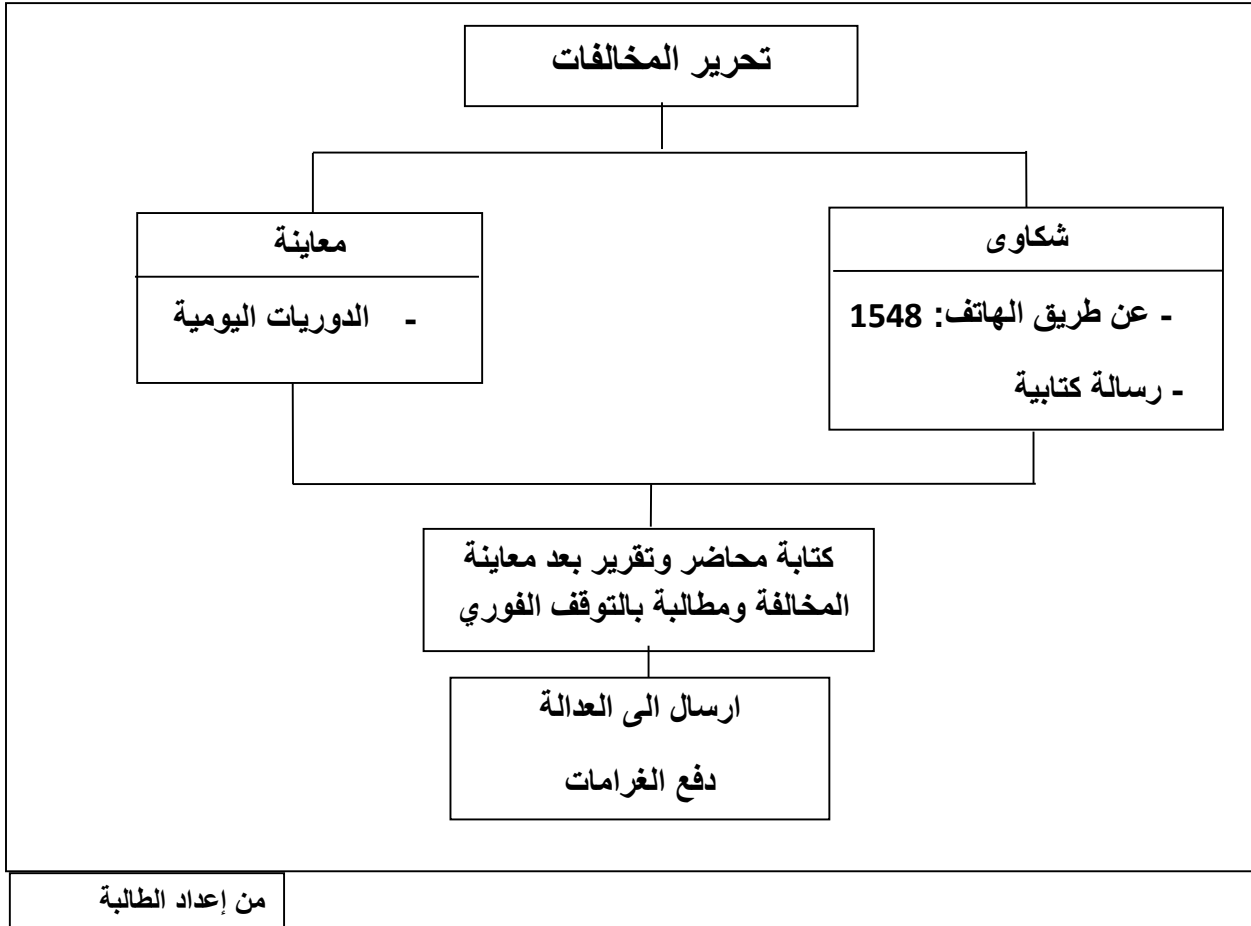 تحرير المخالفات
شكاوى
- عن طريق الهاتف: 1548
- رسالة كتابية
معاينة
- الدوريات اليومية
كتابة محاضر وتقرير بعد معاينة
المخالفة ومطالبة بالتوقف الفوري
ارسال الى العدالة
دفع الغرامات
من إعداد الطالبة